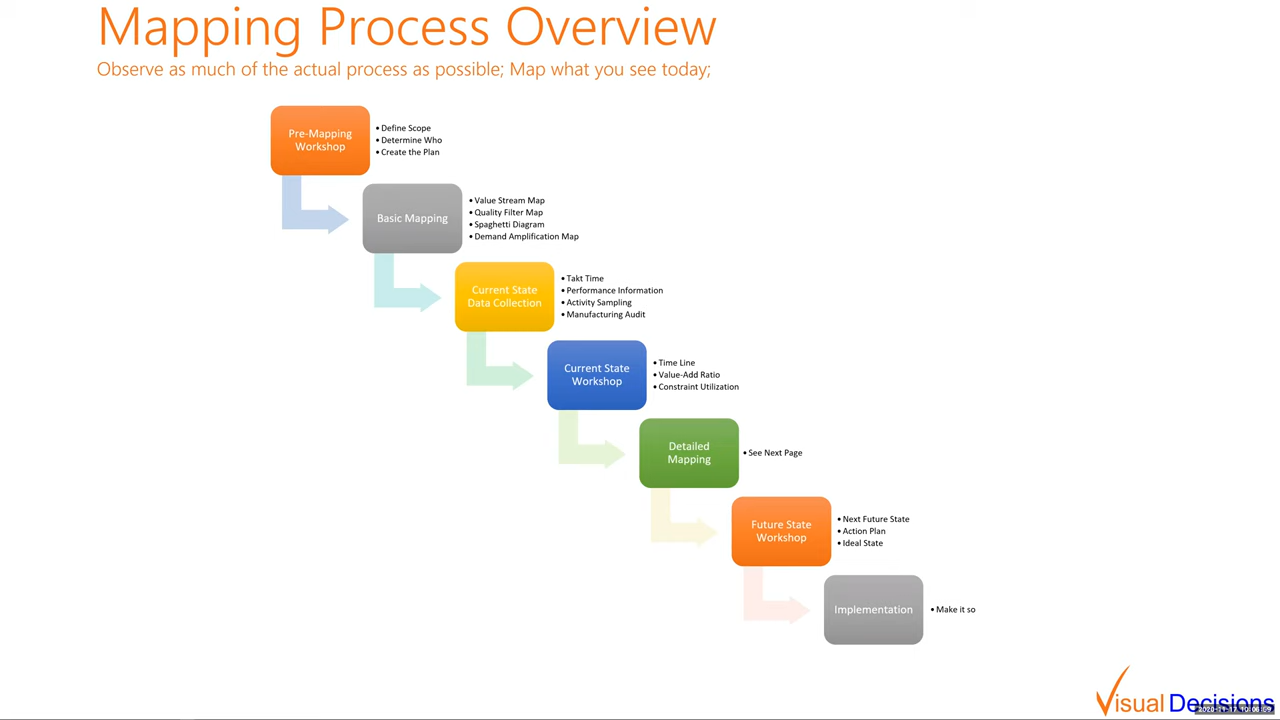 Mapping Process Overview
Observe as much of the actual process as possible; Map what you see today;
Pre-Mapping
Workshop
• Define Scope
• Determine Who
• Create the Plan
Basic Mapping
• Value Stream Map
• Quality Filter Map
• Spaghetti Diagram
• Demand Amplification Map
Current State
Data Collection
• Takt Time
• Performance Information
• Activity Sampling
• Manufacturing Audit
Current State
Workshop
• Time Line
• Value-Add Ratio
• Constraint Utilization
Detailed
Mapping
• See Next Page
Future State
Workshop
• Next Future State
• Action Plan
• Ideal State
Implementation
• Make it so
Visual Decisions